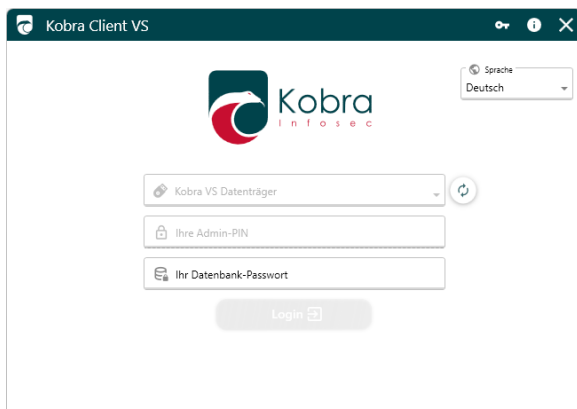 Kobra Client VS
Sprache
Deutsch
Kobra
Infosec
Kobra VS Datenträger
Ihre Admin-PIN
Ihr Datenbank-Passwort
Login